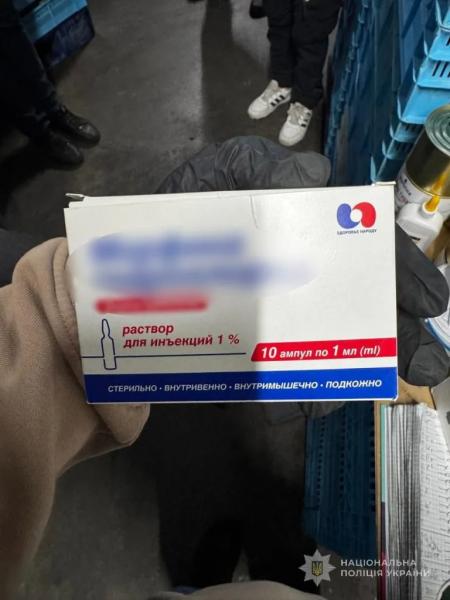 ЗДОРОВЬЕ НАРОДУ
раствор
для инъекций 1 %
10 ампул по 1 мл (ml)
СТЕРИЛЬНО • ВНУТРИВЕННО • ВНУТРИМЫШЕЧНО • ПОДКОЖНО
НАЦІОНАЛЬНА
ПОЛІЦІЯ УКРАЇНИ